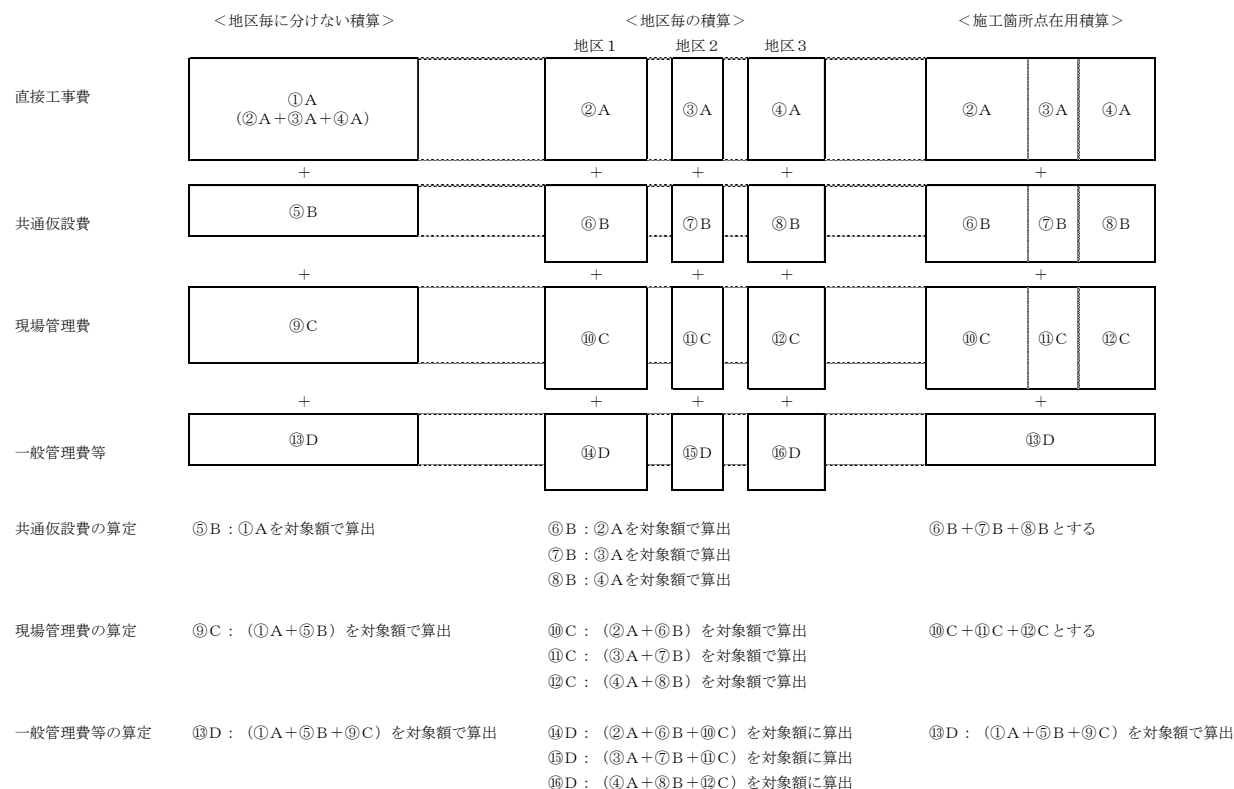 ＜地区毎に分けない積算＞ ＜地区毎の積算＞ ＜施工箇所点在用積算＞
地区１ 地区２ 地区３
直接工事費 ①Ａ ②Ａ ③Ａ ④Ａ ②Ａ ③Ａ ④Ａ
（②Ａ＋③Ａ＋④Ａ）
＋ ＋ ＋ ＋ ＋
共通仮設費 ⑤Ｂ ⑥Ｂ ⑦Ｂ ⑧Ｂ ⑥Ｂ ⑦Ｂ ⑧Ｂ
＋ ＋ ＋ ＋ ＋
現場管理費 ⑨Ｃ ⑩Ｃ ⑪Ｃ ⑫Ｃ ⑩Ｃ ⑪Ｃ ⑫Ｃ
＋ ＋ ＋ ＋ ＋
一般管理費等 ⑬Ｄ ⑭Ｄ ⑮Ｄ ⑯Ｄ ⑬Ｄ
共通仮設費の算定 ⑤Ｂ：①Ａを対象額で算出 ⑥Ｂ：②Ａを対象額で算出 ⑥Ｂ＋⑦Ｂ＋⑧Ｂとする
⑦Ｂ：③Ａを対象額で算出
⑧Ｂ：④Ａを対象額で算出
現場管理費の算定 ⑨Ｃ：（①Ａ＋⑤Ｂ）を対象額で算出 ⑩Ｃ：（②Ａ＋⑥Ｂ）を対象額で算出 ⑩Ｃ＋⑪Ｃ＋⑫Ｃとする
⑪Ｃ：（③Ａ＋⑦Ｂ）を対象額で算出
⑫Ｃ：（④Ａ＋⑧Ｂ）を対象額で算出
一般管理費等の算定 ⑬Ｄ：（①Ａ＋⑤Ｂ＋⑨Ｃ）を対象額で算出 ⑭Ｄ：（②Ａ＋⑥Ｂ＋⑩Ｃ）を対象額に算出 ⑬Ｄ：（①Ａ＋⑤Ｂ＋⑨Ｃ）を対象額で算出
⑮Ｄ：（③Ａ＋⑦Ｂ＋⑪Ｃ）を対象額に算出
⑯Ｄ：（④Ａ＋⑧Ｂ＋⑫Ｃ）を対象額に算出